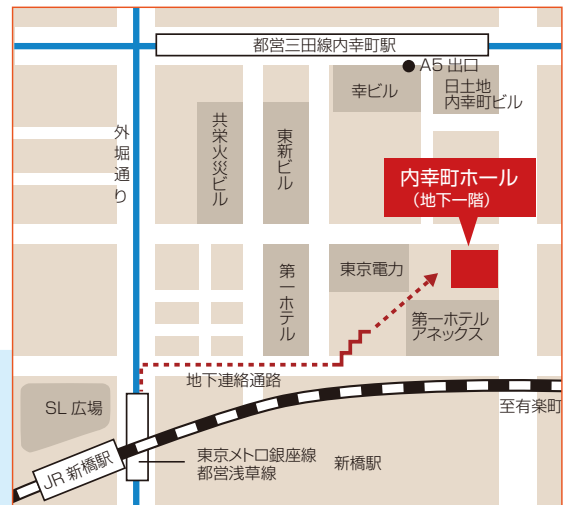 都営三田線内幸町駅
A5 出口
幸ビル
日土地
内幸町ビル
外堀通り
共栄火災ビル
東新ビル
内幸町ホール
（地下一階）
第一ホテル
東京電力
第一ホテル
アネックス
地下連絡通路
SL 広場
至有楽町
JR 新橋駅
東京メトロ銀座線
都営浅草線
新橋駅